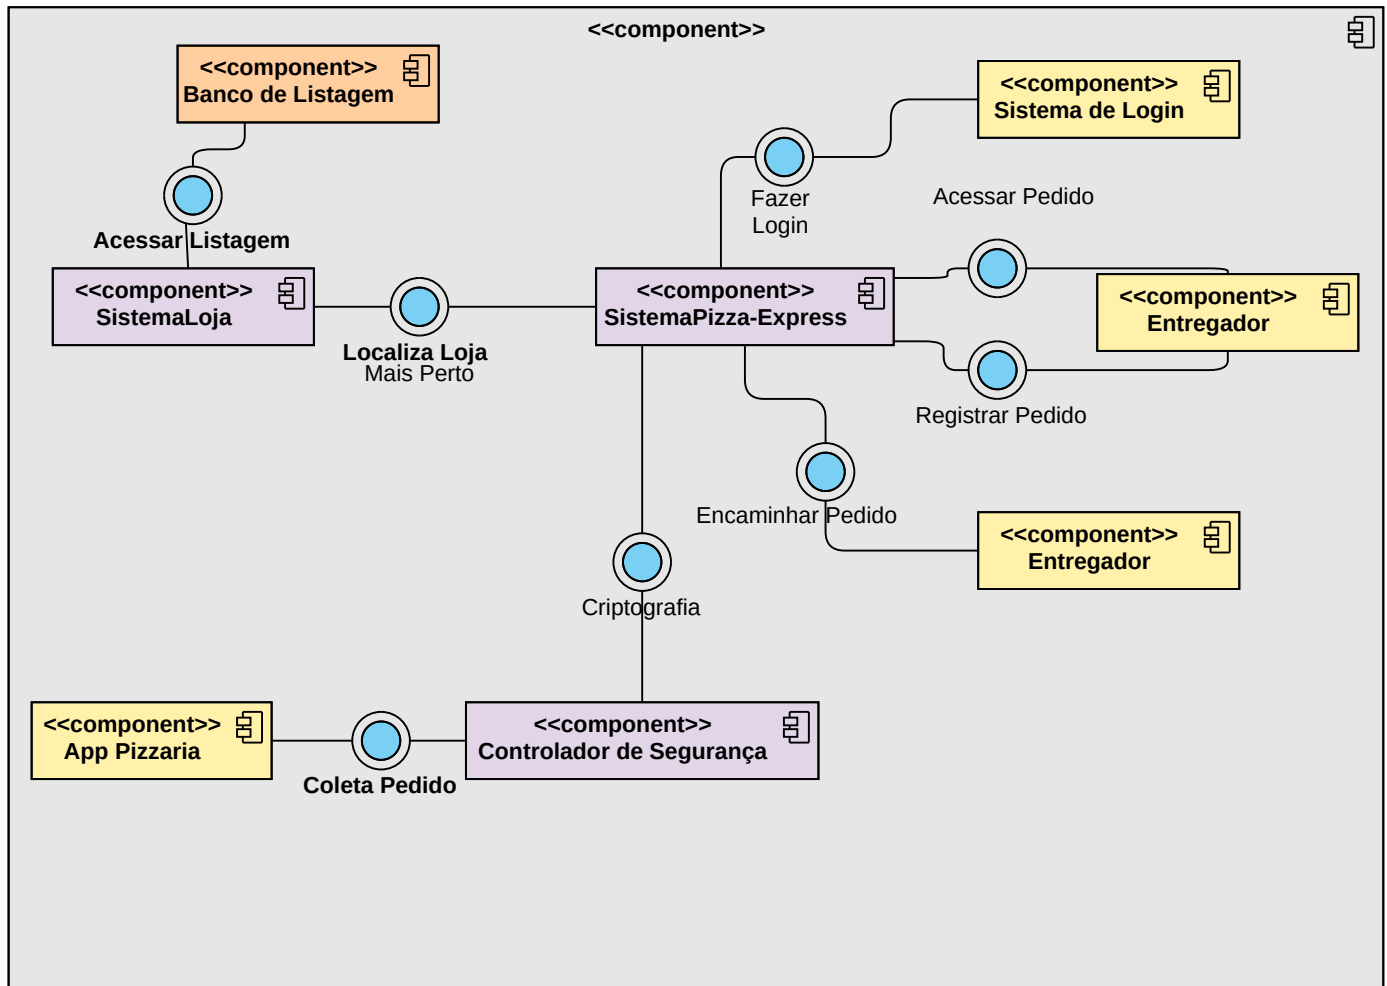 <<component>>
<<component>>
Banco de Listagem
<<component>>
Sistema de Login
Fazer
Login
Acessar Pedido
Acessar Listagem
<<component>>
SistemaLoja
<<component>>
SistemaPizza-Express
<<component>>
Entregador
Localiza Loja
Mais Perto
Registrar Pedido
Encaminhar Pedido
<<component>>
Entregador
Criptografia
<<component>>
App Pizzaria
<<component>>
Controlador de Segurança
Coleta Pedido